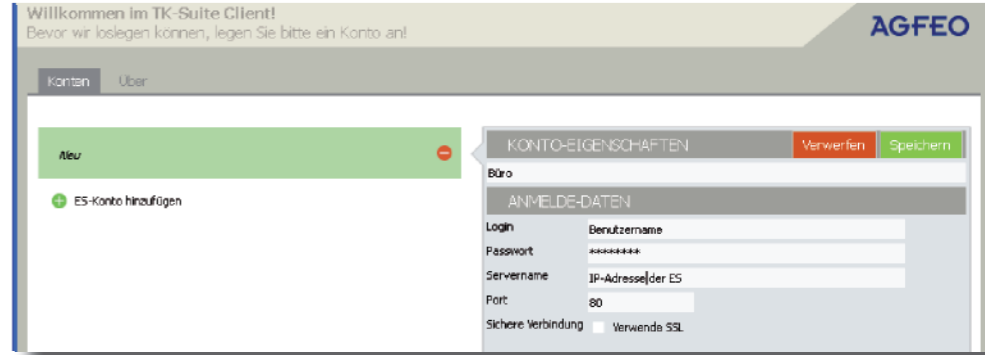 Willkommen im TK-Suite Client!
Bevor wir loslegen können, legen Sie bitte ein Konto an!
AGFEO
Konten Über
Neu
ES-Konto hinzufügen
KONTO-EIGENSCHAFTEN Verwerfen Speichern
Büro
ANMELDE-DATEN
Login Benutzername
Passwort ********
Servername IP-Adresse der ES
Port 80
Sichere Verbindung Verwende SSL